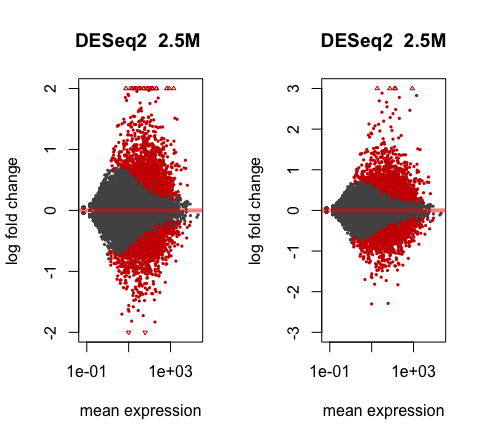 DESeq2  2.5M
log fold change
2
1
0
-1
-2
1e-01
1e+03
mean expression
DESeq2  2.5M
log fold change
3
2
1
0
-1
-2
-3
1e-01
1e+03
mean expression